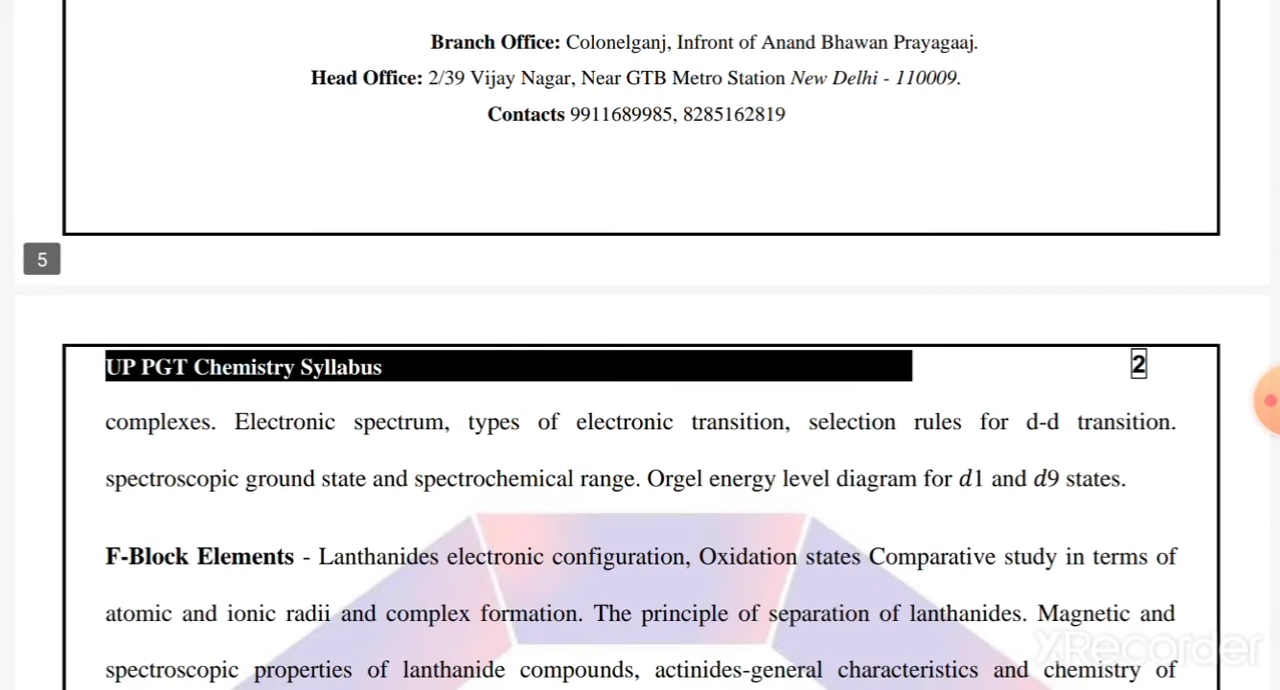 Branch Office: Colonelganj, Infront of Anand Bhawan Prayagaaj.
Head Office: 2/39 Vijay Nagar, Near GTB Metro Station New Delhi - 110009.
Contacts 9911689985, 8285162819
5
UP PGT Chemistry Syllabus 2
complexes. Electronic spectrum, types of electronic transition, selection rules for d-d transition.
spectroscopic ground state and spectrochemical range. Orgel energy level diagram for d1 and d9 states.
F-Block Elements - Lanthanides electronic configuration, Oxidation states Comparative study in terms of
atomic and ionic radii and complex formation. The principle of separation of lanthanides. Magnetic and
spectroscopic properties of lanthanide compounds, actinides-general characteristics and chemistry of
XRecorder